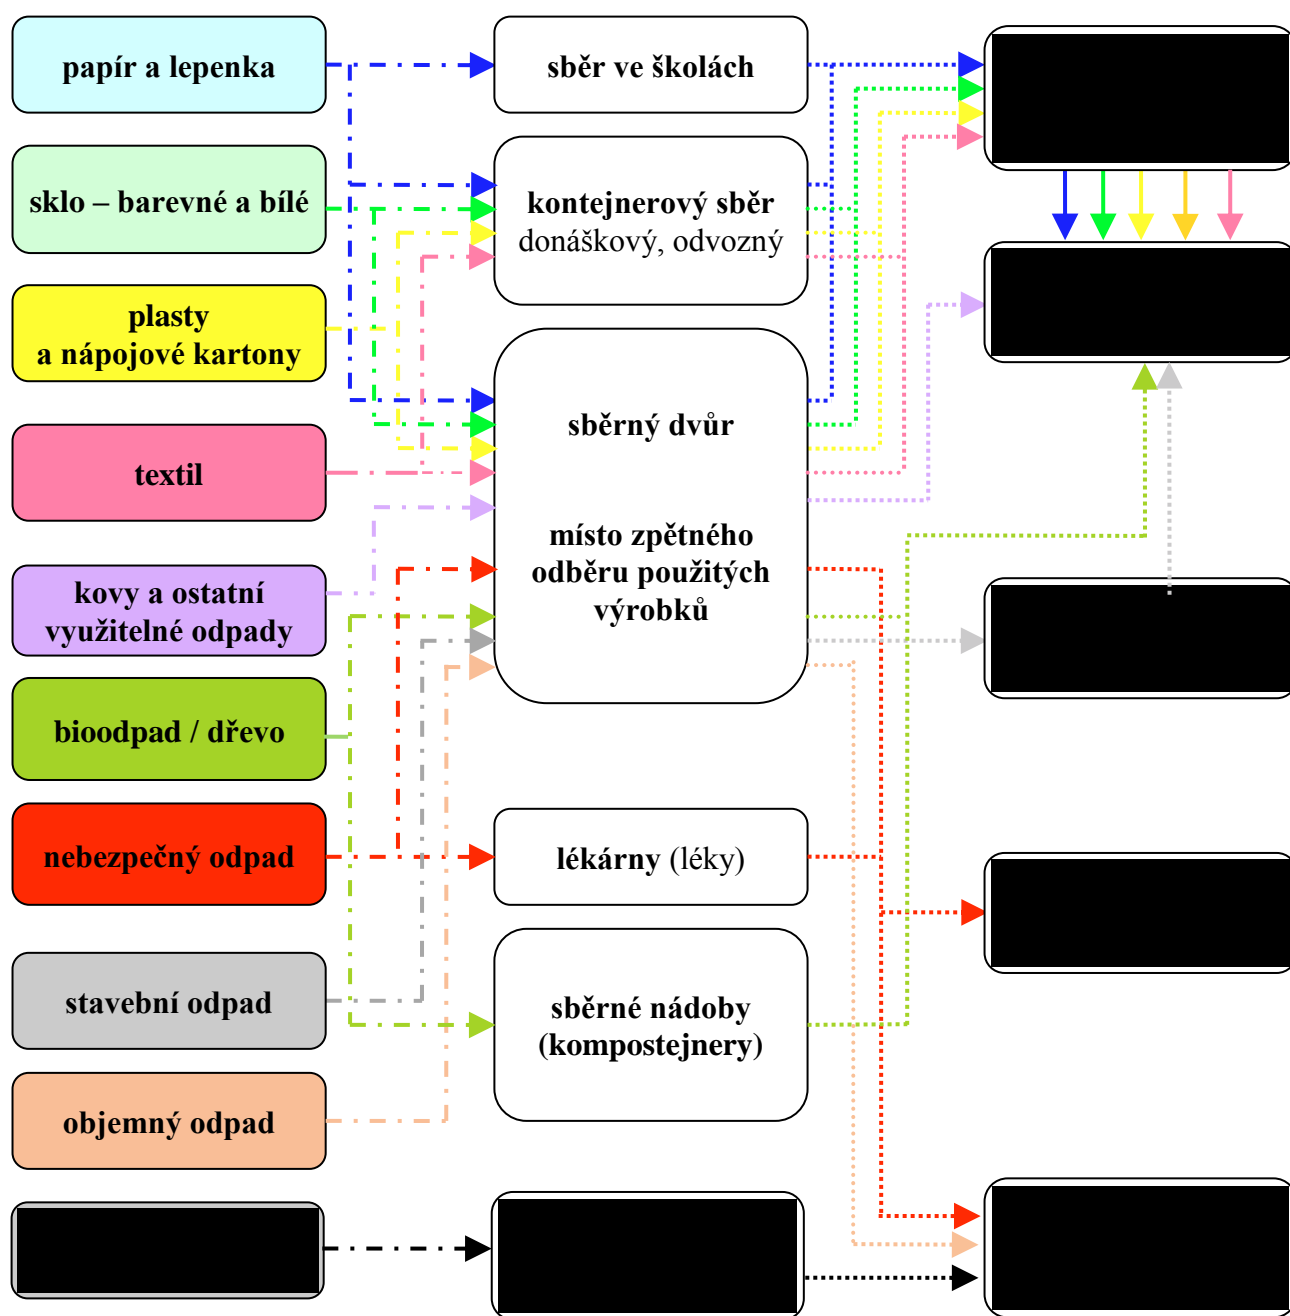 papír a lepenka
sklo – barevné a bílé
plasty
a nápojové kartony
textil
kovy a ostatní
využitelné odpady
bioodpad / dřevo
nebezpečný odpad
stavební odpad
objemný odpad
sběr ve školách
kontejnerový sběr
donáškový, odvozný
sběrný dvůr
místo zpětného
odběru použitých
výrobků
lékárny (léky)
sběrné nádoby
(kompostejnery)